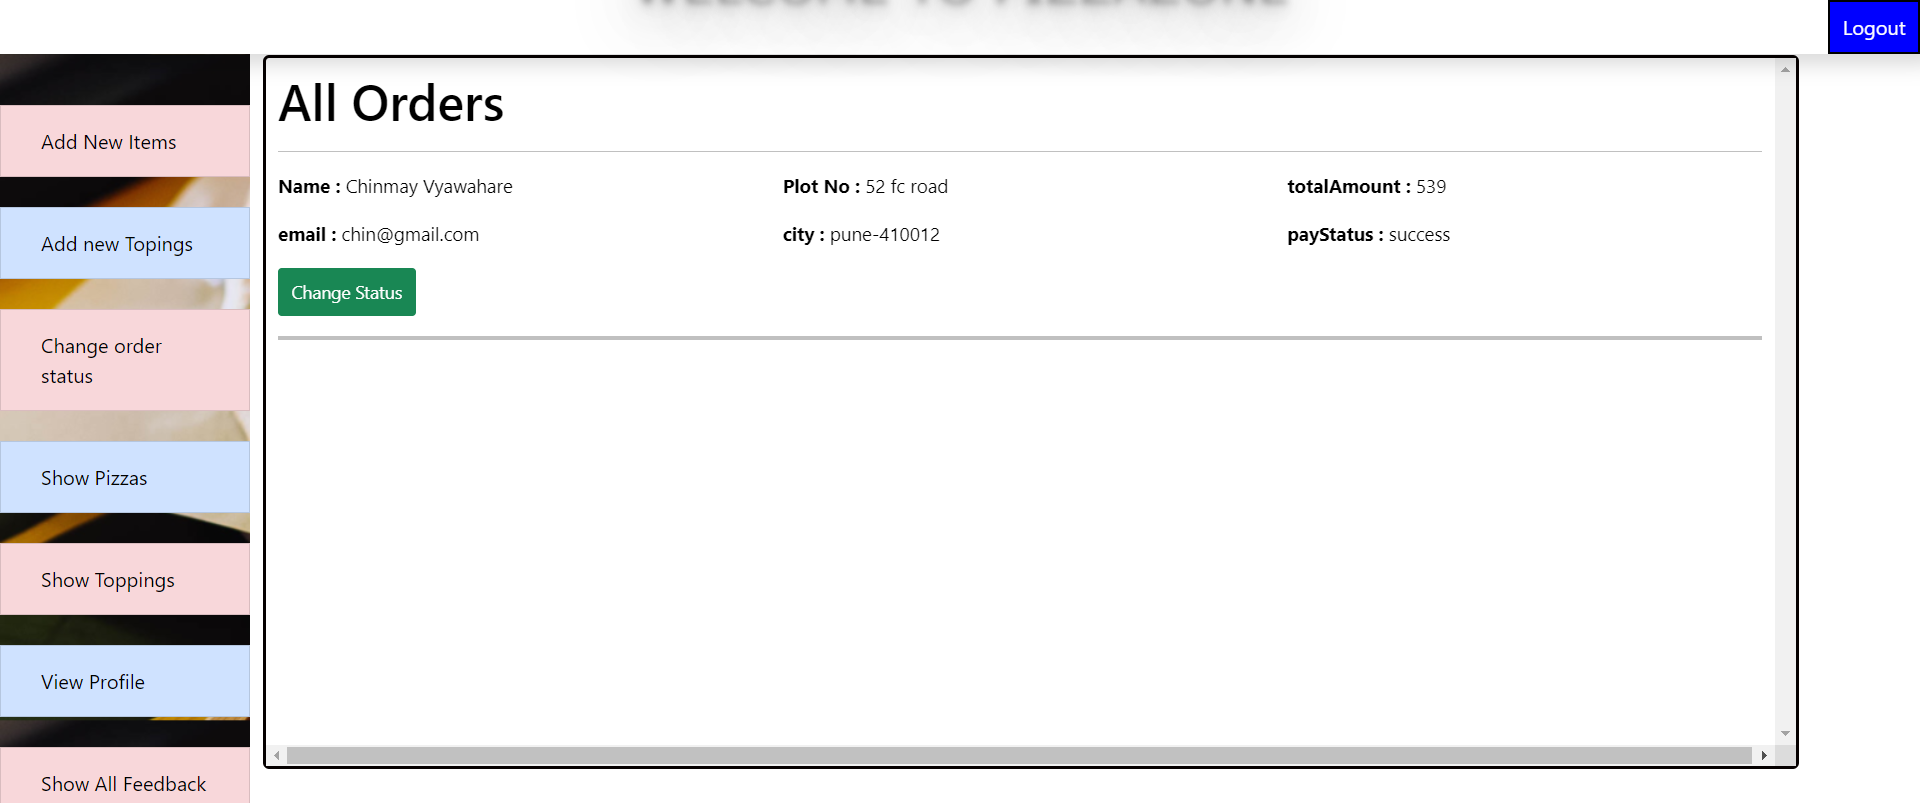 Logout
Add New Items
Add new Topings
Change order
status
Show Pizzas
Show Toppings
View Profile
Show All Feedback
All Orders
Name : Chinmay Vyawahare
Plot No : 52 fc road
totalAmount : 539
email : chin@gmail.com
city : pune-410012
payStatus : success
Change Status